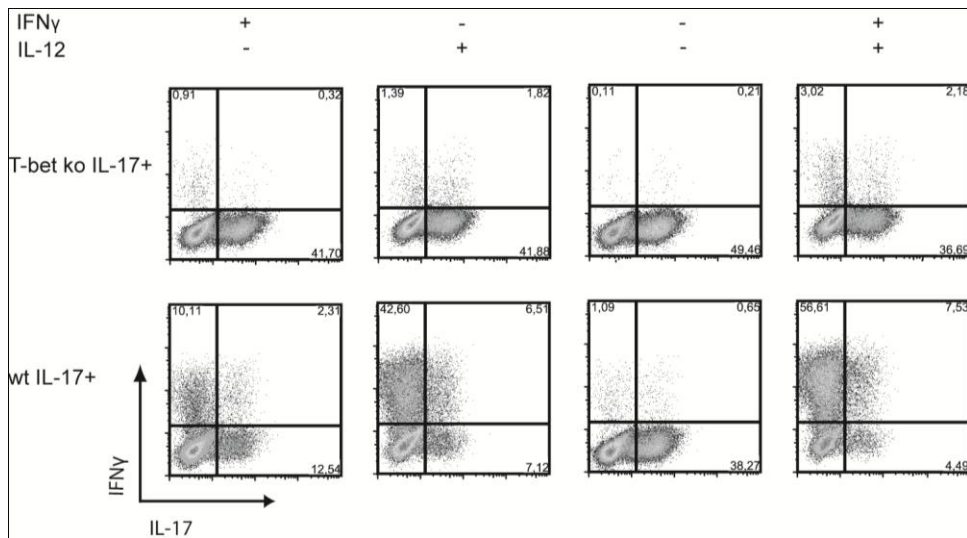 IFNγ + - - +
IL-12 - + - +
0,91 0,32 1,39 1,82 0,11 0,21 3,02 2,18
T-bet ko IL-17+
41,70 41,88 49,46 36,69
10,11 2,31 42,60 6,51 1,09 0,65 56,61 7,53
wt IL-17+
12,54 7,12 38,27 4,49
IFNγ
IL-17